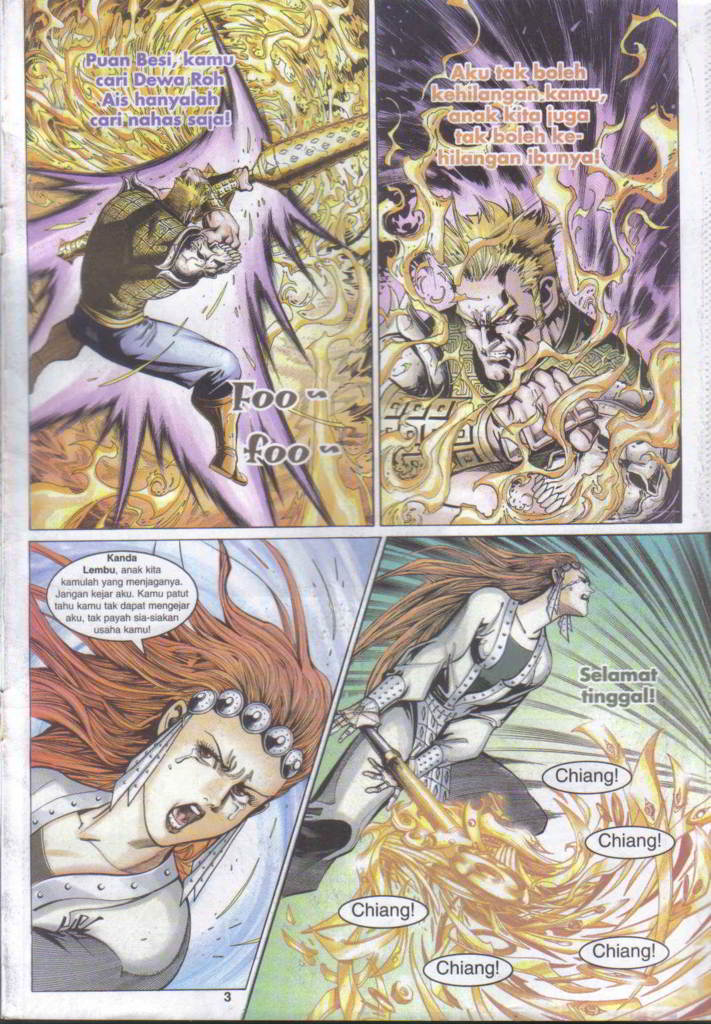 Puan Besi, kamu
cari Dewa Roh
Ais hanyalah
cari nahas saja!
Aku tak boleh
kehilangan kamu,
anak kita juga
tak boleh ke-
hilangan ibunya!
Foo ~
foo ~
Kanda
Lembu, anak kita
kamulah yang menjaganya.
Jangan kejar aku. Kamu patut
tahu kamu tak dapat mengejar
aku, tak payah sia-siakan
usaha kamu!
Selamat
tinggal!
Chiang!
Chiang!
Chiang!
Chiang!
Chiang!
3